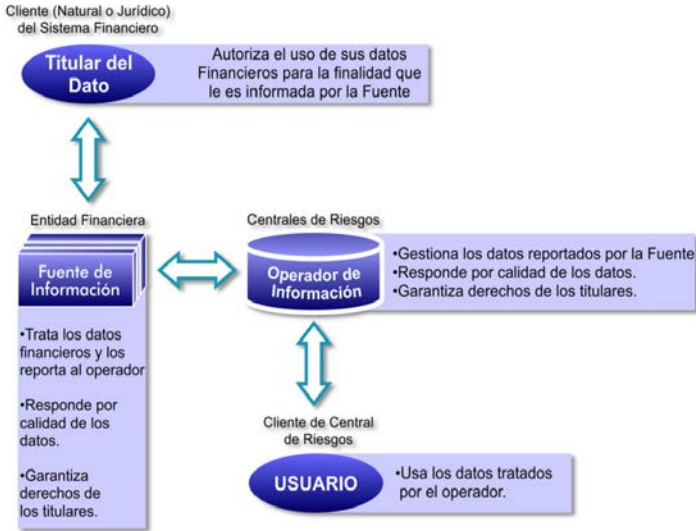 Cliente (Natural o Jurídico)
del Sistema Financiero
Titular del
Dato
Autoriza el uso de sus datos
Financieros para la finalidad que
le es informada por la Fuente
Entidad Financiera
Fuente de
Información
•Trata los datos
financieros y los
reporta al operador
•Responde por
calidad de los
datos.
•Garantiza
derechos de
los titulares.
Centrales de Riesgos
Operador de
Información
•Gestiona los datos reportados por la Fuente
•Responde por calidad de los datos.
•Garantiza derechos de los titulares.
Cliente de Central
de Riesgos
USUARIO
•Usa los datos tratados
por el operador.